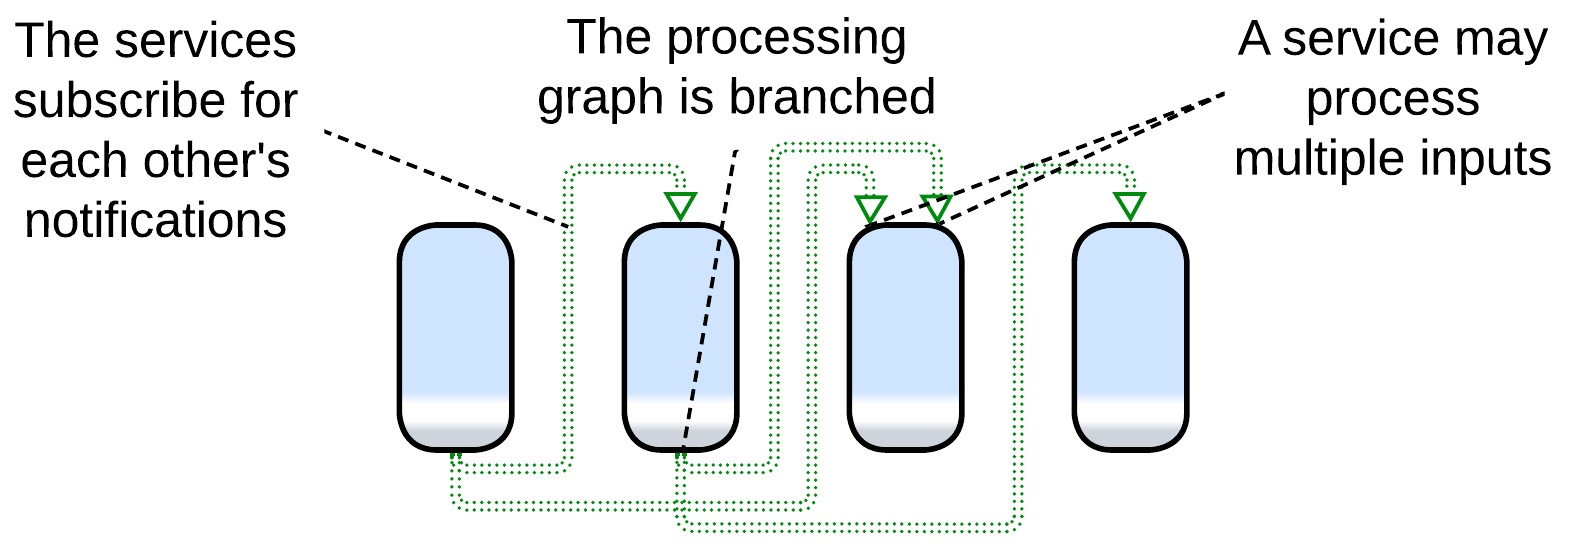 The services
subscribe for
each other's
notifications
The processing
graph is branched
A service may
process
multiple inputs